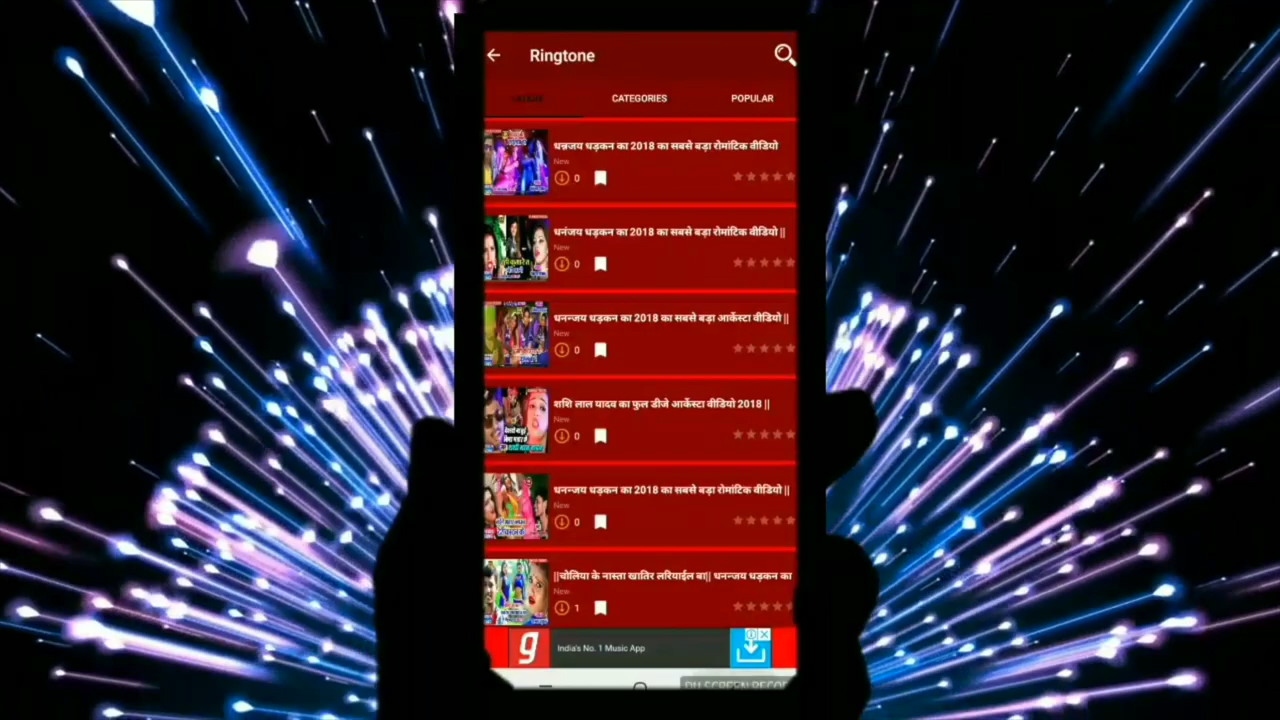 Ringtone
CATEGORIES
POPULAR
धन्नजय धड़कन का 2018 का सबसे बड़ा रोमांटिक वीडियो
New
0
धनंजय धड़कन का 2018 का सबसे बड़ा रोमांटिक वीडियो ||
New
0
धनन्जय धड़कन का 2018 का सबसे बड़ा आर्केस्टा वीडियो ||
New
0
शशि लाल यादव का फुल डीजे आर्केस्टा वीडियो 2018 ||
New
0
धनन्जय धड़कन का 2018 का सबसे बड़ा रोमांटिक वीडियो ||
New
0
||चोलिया के नास्ता खातिर लरियाईल बा|| धनन्जय धड़कन का
New
1
g
India's No. 1 Music App